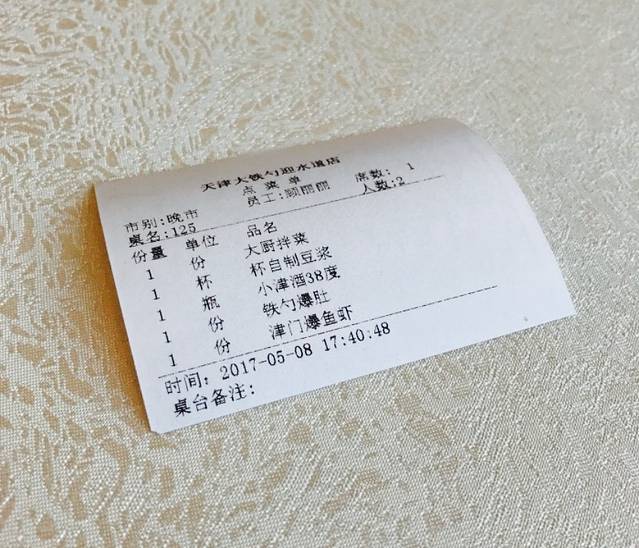 天津大铁勺迎水道店
点菜单
市别:晚市 员工:顾丽丽 席数: 1
桌名:125 人数:2
份量 单位 品名
1 份 大厨拌菜
1 杯 杯自制豆浆
1 瓶 小津酒38度
1 份 铁勺爆肚
1 份 津门爆鱼虾
时间: 2017-05-08 17:40:48
桌台备注: